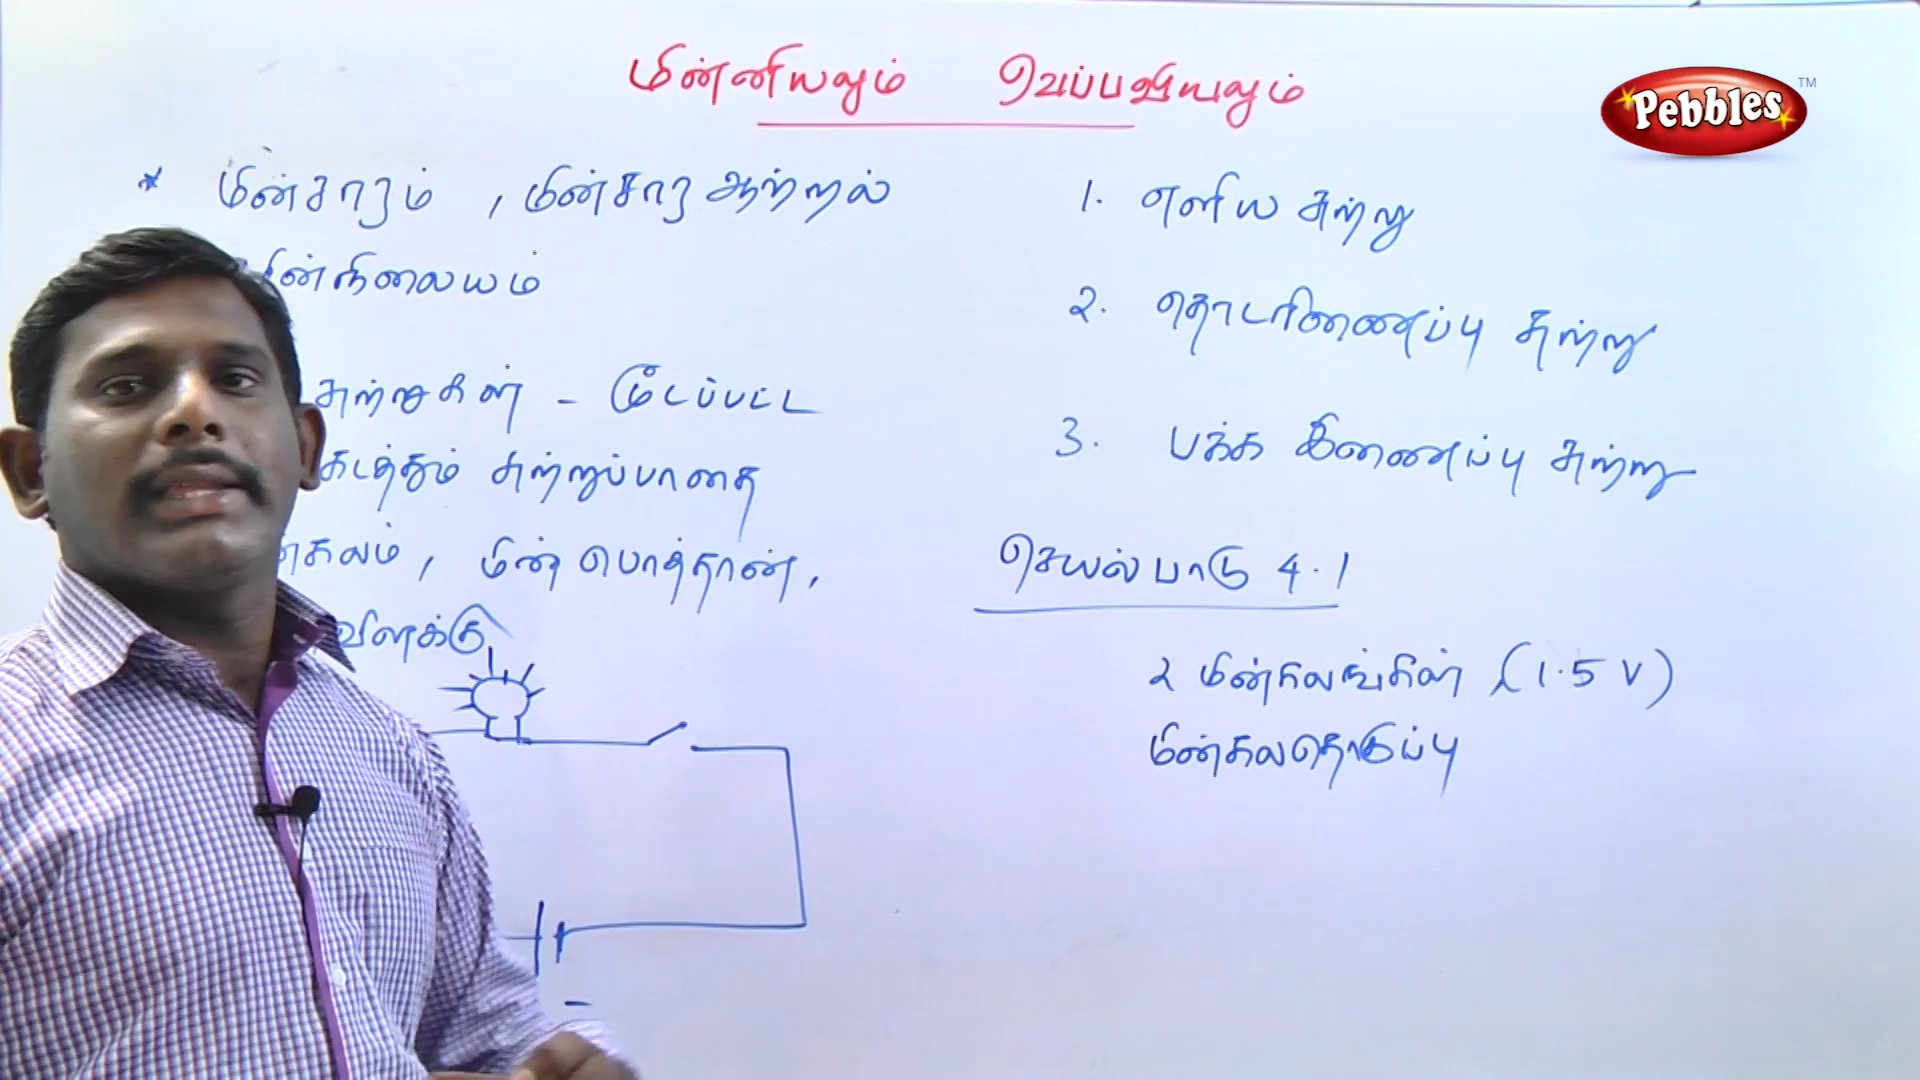 மின்னியலும் வெப்பவியலும்
* மின்சாரம் , மின்சார ஆற்றல்
மின்நிலையம்
சுற்றுகள் - மூடப்பட்ட
கடத்தும் சுற்றுப்பாதை
மின்கலம் , மின் பொத்தான் ,
விளக்கு
-
1. எளிய சுற்று
2. தொடரிணைப்பு சுற்று
3. பக்க இணைப்பு சுற்று
செயல்பாடு 4.1
2 மின்கலங்கள் (1.5 V)
மின்கலதொகுப்பு
Pebbles TM